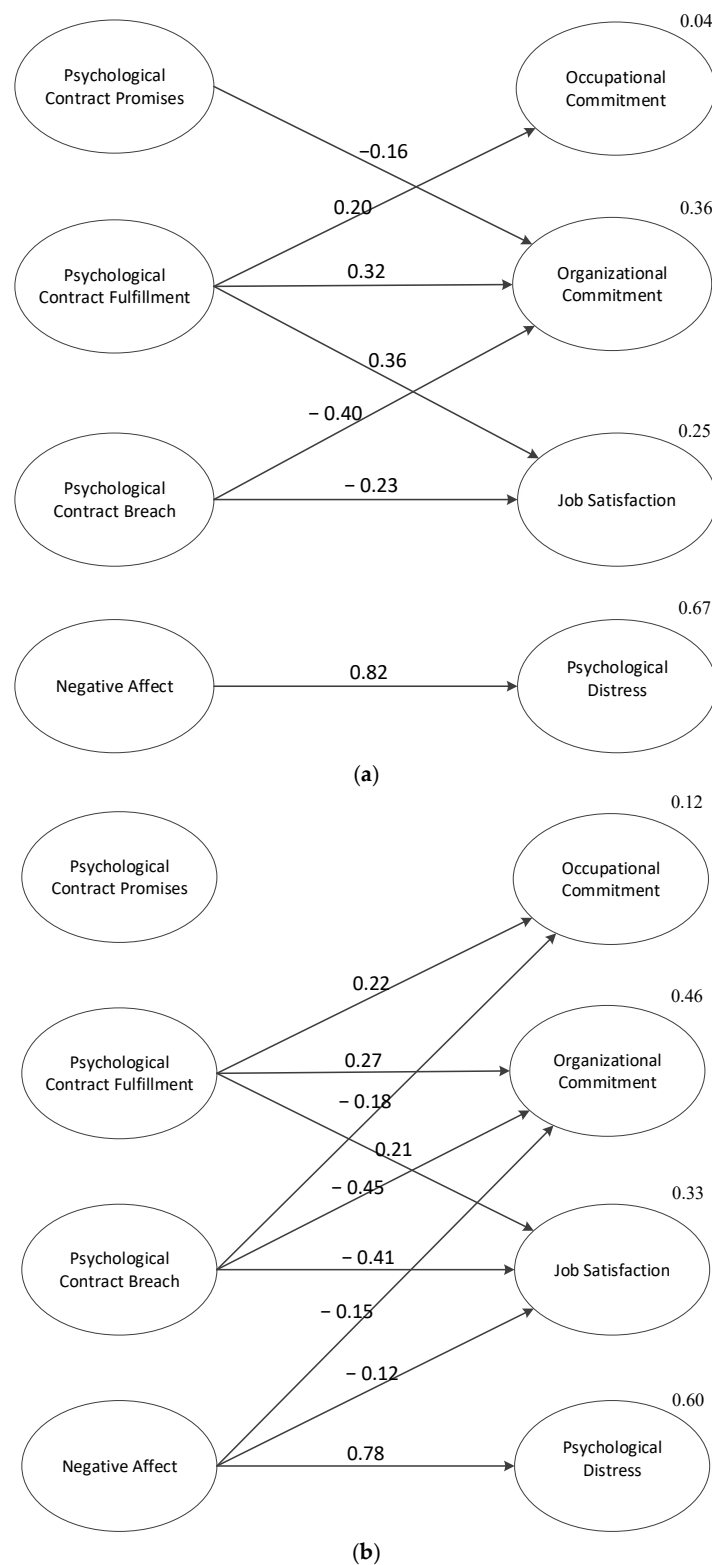 0.04
Psychological
Contract Promises
Occupational
Commitment
−0.16
0.20
0.36
Psychological
Contract Fulfillment
0.32
Organizational
Commitment
0.36
− 0.40
0.25
Psychological
Contract Breach
− 0.23
Job Satisfaction
0.67
Negative Affect
0.82
Psychological
Distress
(a)
0.12
Psychological
Contract Promises
Occupational
Commitment
0.22
0.46
Psychological
Contract Fulfillment
0.27
Organizational
Commitment
− 0.18
0.21
− 0.45
0.33
Psychological
Contract Breach
− 0.41
Job Satisfaction
− 0.15
− 0.12
0.60
Negative Affect
0.78
Psychological
Distress
(b)